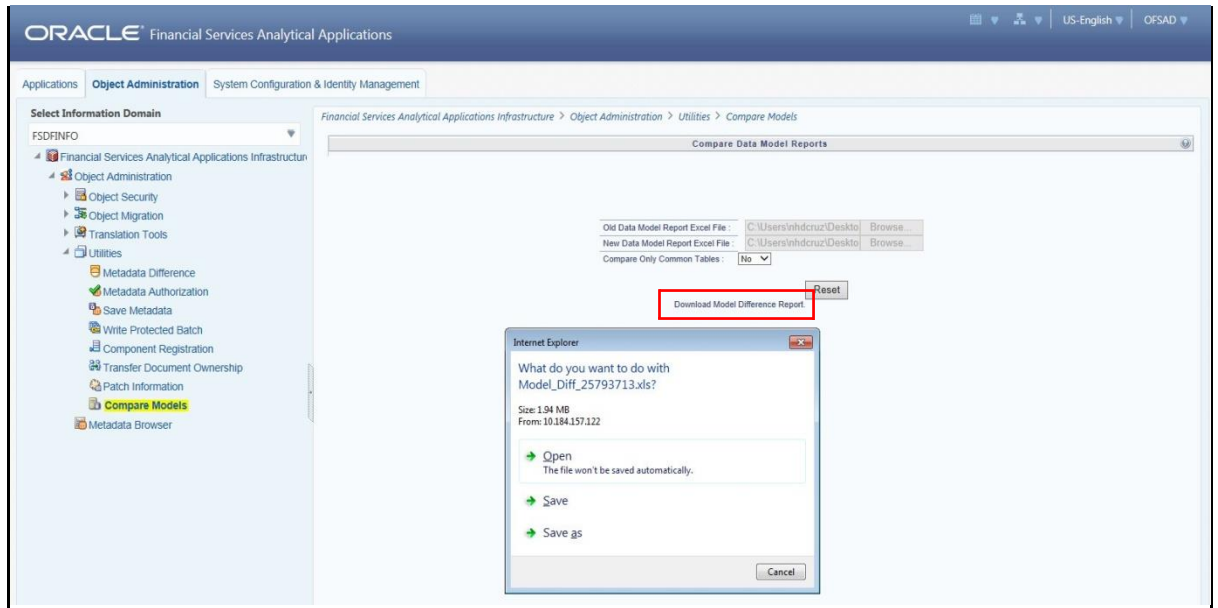 ORACLE Financial Services Analytical Applications
US-English
OFSAD
Applications
Object Administration
System Configuration & Identity Management
Select Information Domain
FSDFINFO
Financial Services Analytical Applications Infrastructure > Object Administration > Utilities > Compare Models
Compare Data Model Reports
Financial Services Analytical Applications Infrastructur
Object Administration
Object Security
Object Migration
Translation Tools
Utilities
Metadata Difference
Metadata Authorization
Save Metadata
Write Protected Batch
Component Registration
Transfer Document Ownership
Patch Information
Compare Models
Metadata Browser
Old Data Model Report Excel File : C:\Users\nhdcruz\Deskto Browse...
New Data Model Report Excel File : C:\Users\nhdcruz\Deskto Browse...
Compare Only Common Tables : No
Reset
Download Model Difference Report.
Internet Explorer
What do you want to do with
Model_Diff_25793713.xls?
Size: 1.94 MB
From: 10.184.157.122
Open
The file won't be saved automatically.
Save
Save as
Cancel